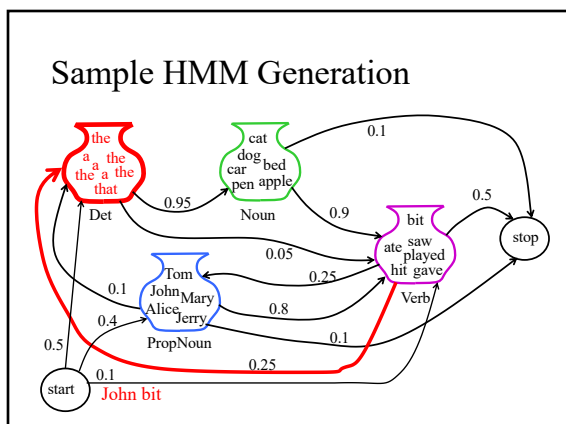 Sample HMM Generation
the
a the
a the
the a
that
Det
0.95
cat
dog
car bed
pen apple
Noun
0.1
0.9
0.5
stop
bit
ate saw
played
hit gave
Verb
0.05
0.25
Tom
John Mary
Alice
Jerry
PropNoun
0.8
0.1
0.1
0.4
0.5
0.1
0.25
start
John bit